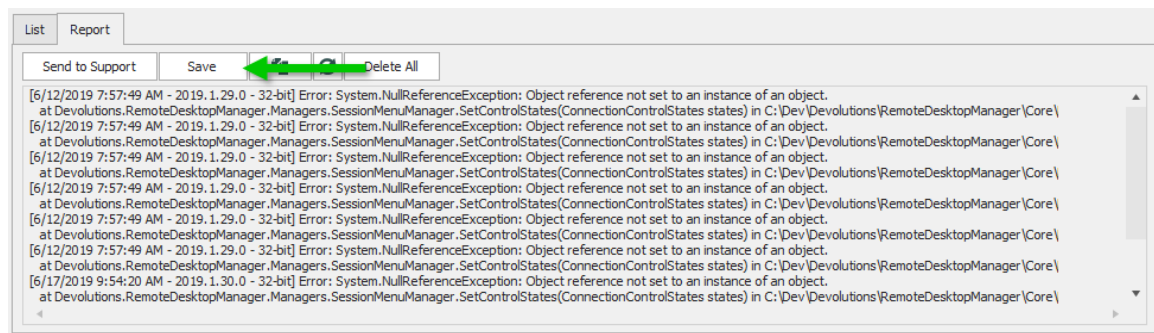 List Report
Send to Support Save Delete All
[6/12/2019 7:57:49 AM - 2019.1.29.0 - 32-bit] Error: System.NullReferenceException: Object reference not set to an instance of an object.
at Devolutions.RemoteDesktopManager.Managers.SessionMenuManager.SetControlStates(ConnectionControlStates states) in C:\Dev\Devolutions\RemoteDesktopManager\Core\
[6/12/2019 7:57:49 AM - 2019.1.29.0 - 32-bit] Error: System.NullReferenceException: Object reference not set to an instance of an object.
at Devolutions.RemoteDesktopManager.Managers.SessionMenuManager.SetControlStates(ConnectionControlStates states) in C:\Dev\Devolutions\RemoteDesktopManager\Core\
[6/12/2019 7:57:49 AM - 2019.1.29.0 - 32-bit] Error: System.NullReferenceException: Object reference not set to an instance of an object.
at Devolutions.RemoteDesktopManager.Managers.SessionMenuManager.SetControlStates(ConnectionControlStates states) in C:\Dev\Devolutions\RemoteDesktopManager\Core\
[6/12/2019 7:57:49 AM - 2019.1.29.0 - 32-bit] Error: System.NullReferenceException: Object reference not set to an instance of an object.
at Devolutions.RemoteDesktopManager.Managers.SessionMenuManager.SetControlStates(ConnectionControlStates states) in C:\Dev\Devolutions\RemoteDesktopManager\Core\
[6/12/2019 7:57:49 AM - 2019.1.29.0 - 32-bit] Error: System.NullReferenceException: Object reference not set to an instance of an object.
at Devolutions.RemoteDesktopManager.Managers.SessionMenuManager.SetControlStates(ConnectionControlStates states) in C:\Dev\Devolutions\RemoteDesktopManager\Core\
[6/12/2019 7:57:49 AM - 2019.1.29.0 - 32-bit] Error: System.NullReferenceException: Object reference not set to an instance of an object.
at Devolutions.RemoteDesktopManager.Managers.SessionMenuManager.SetControlStates(ConnectionControlStates states) in C:\Dev\Devolutions\RemoteDesktopManager\Core\
[6/17/2019 9:54:20 AM - 2019.1.30.0 - 32-bit] Error: System.NullReferenceException: Object reference not set to an instance of an object.
at Devolutions.RemoteDesktopManager.Managers.SessionMenuManager.SetControlStates(ConnectionControlStates states) in C:\Dev\Devolutions\RemoteDesktopManager\Core\